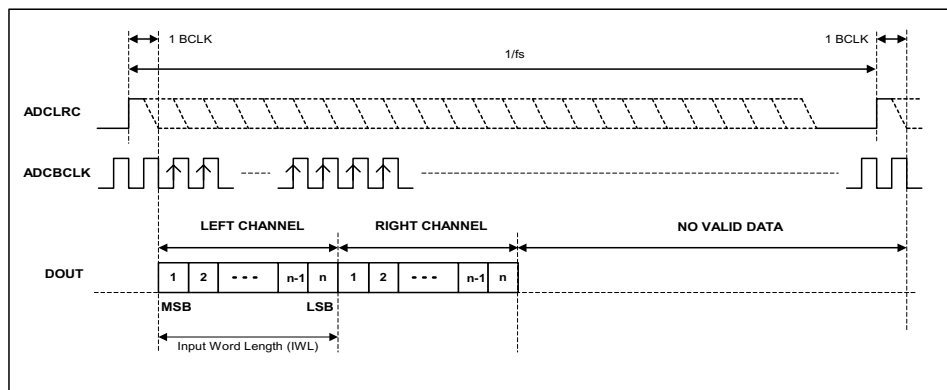 1 BCLK 1 BCLK
1/fs
ADCLRC
ADCBCLK
LEFT CHANNEL RIGHT CHANNEL NO VALID DATA
DOUT 1 2 n-1 n 1 2 n-1 n
MSB LSB
Input Word Length (IWL)